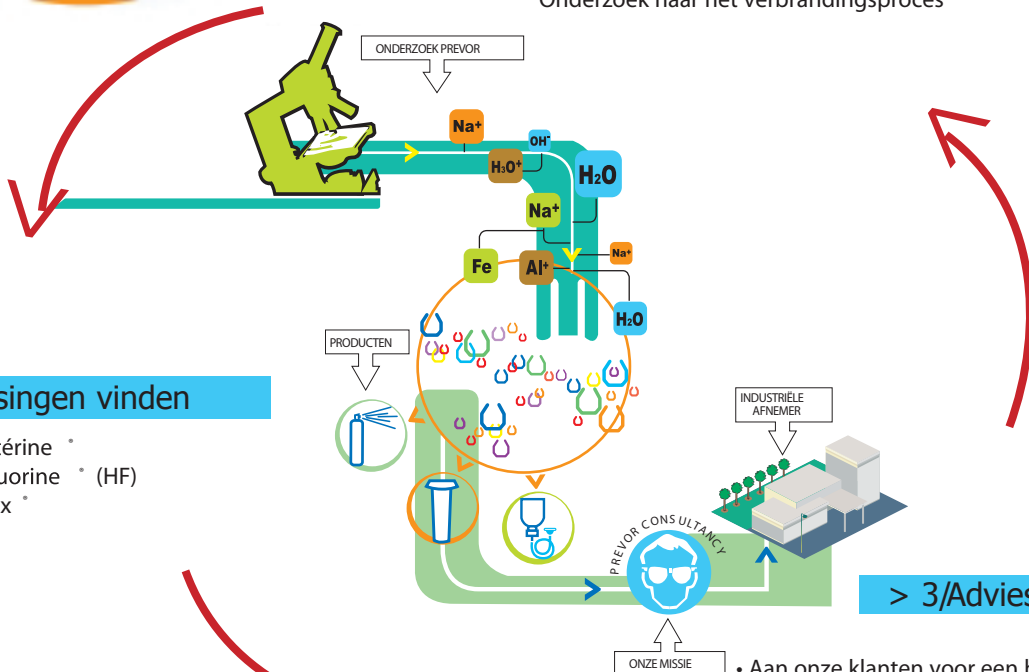 Onderzoek naar het verbrandingsproces
ONDERZOEK PREVOR
Na+
OH-
H3O+
H2O
Na+
Na+
Fe
Al+
H2O
PRODUCTEN
singen vinden
térine °
uorine ° (HF)
x °
INDUSTRIËLE
AFNEMER
PREVOR CONSULTANCY
> 3/Advies
ONZE MISSIE
• Aan onze klanten voor een